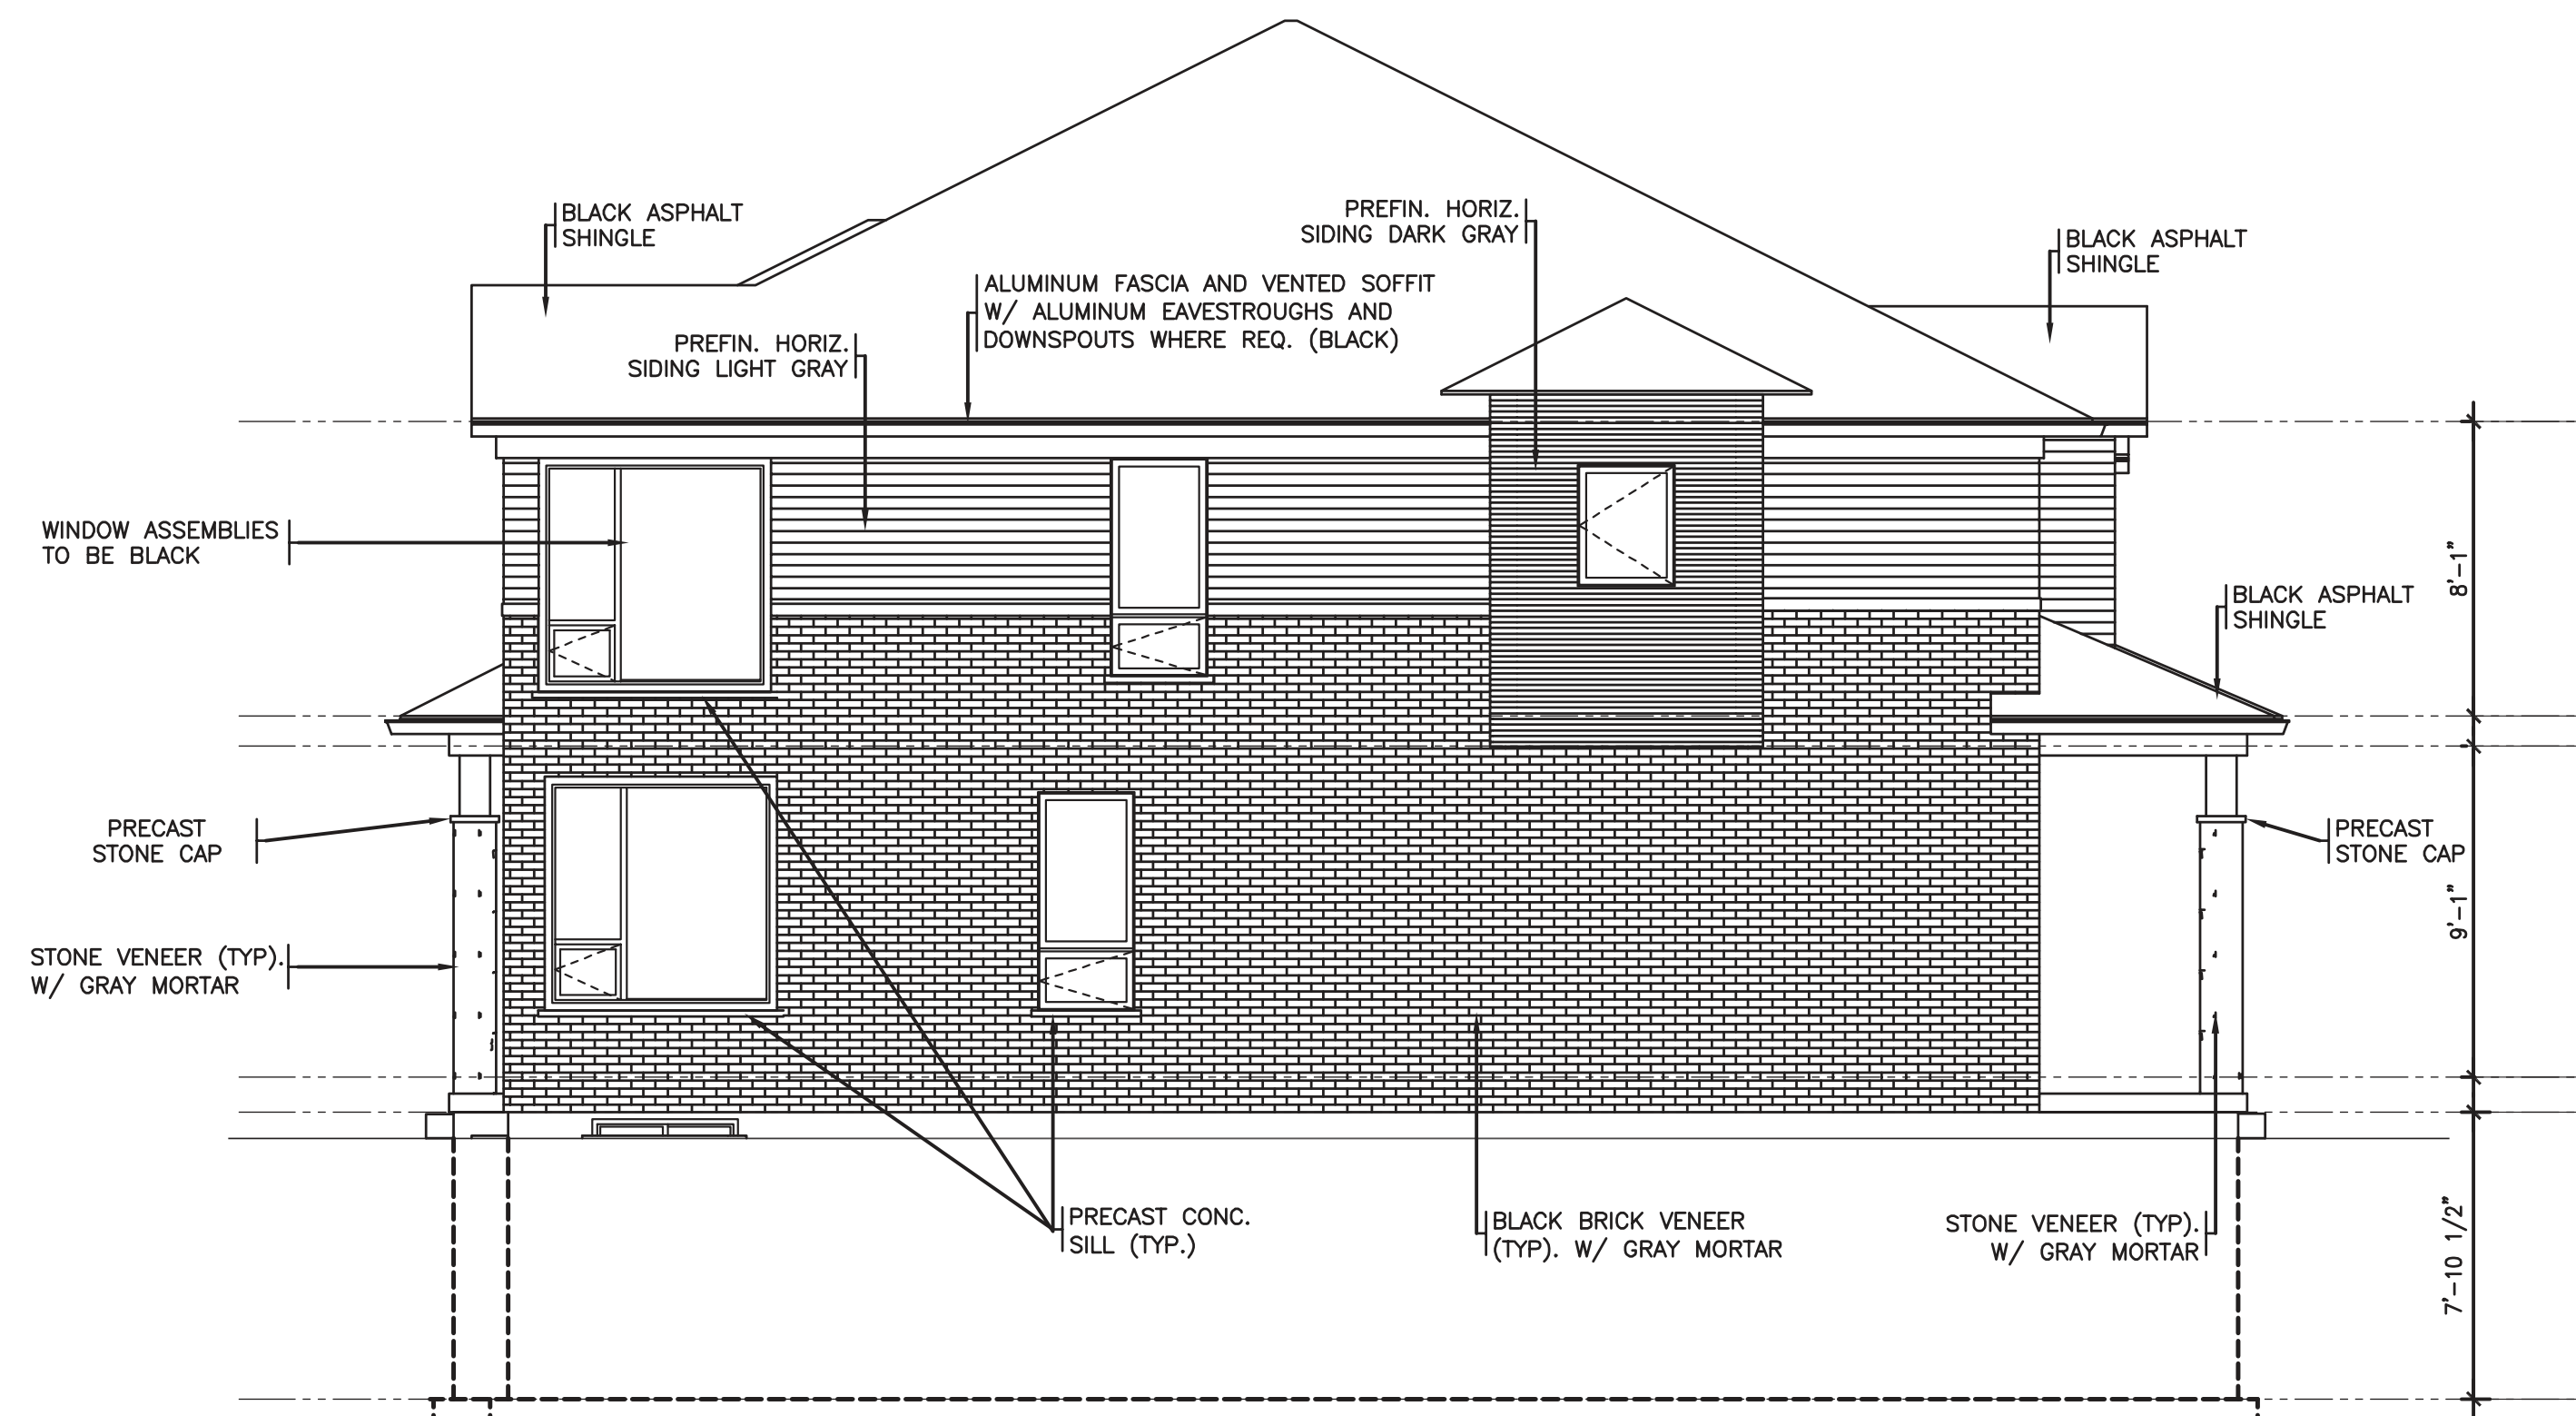 PREFIN. HORIZ.
SIDING DARK GRAY
BLACK ASPHALT
SHINGLE
BLACK ASPHALT
SHINGLE
ALUMINUM FASCIA AND VENTED SOFFIT
W/ ALUMINUM EAVESTROUGHS AND
DOWNSPOUTS WHERE REQ. (BLACK)
PREFIN. HORIZ.
SIDING LIGHT GRAY
WINDOW ASSEMBLIES
TO BE BLACK
8'-1"
BLACK ASPHALT
SHINGLE
PRECAST
STONE CAP
PRECAST
STONE CAP
9'-1"
STONE VENEER (TYP).
W/ GRAY MORTAR
PRECAST CONC.
SILL (TYP.)
BLACK BRICK VENEER
(TYP). W/ GRAY MORTAR
STONE VENEER (TYP).
W/ GRAY MORTAR
7'-10 1/2"